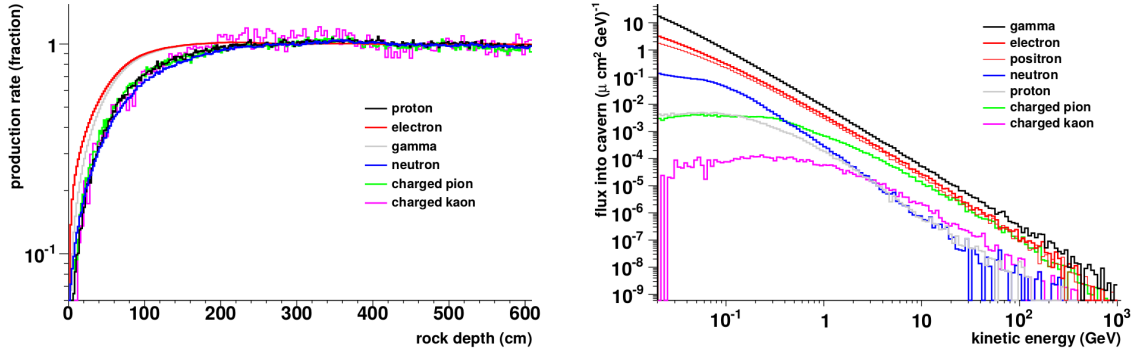 production rate (fraction)
1
10⁻¹
0 100 200 300 400 500 600
rock depth (cm)
proton
electron
gamma
neutron
charged pion
charged kaon
flux into cavern (μ cm2 GeV)⁻¹
10
1
10⁻¹
10⁻²
10⁻³
10⁻⁴
10⁻⁵
10⁻⁶
10⁻⁷
10⁻⁸
10⁻⁹
10⁻¹ 1 10 10² 10³
kinetic energy (GeV)
gamma
electron
positron
neutron
proton
charged pion
charged kaon